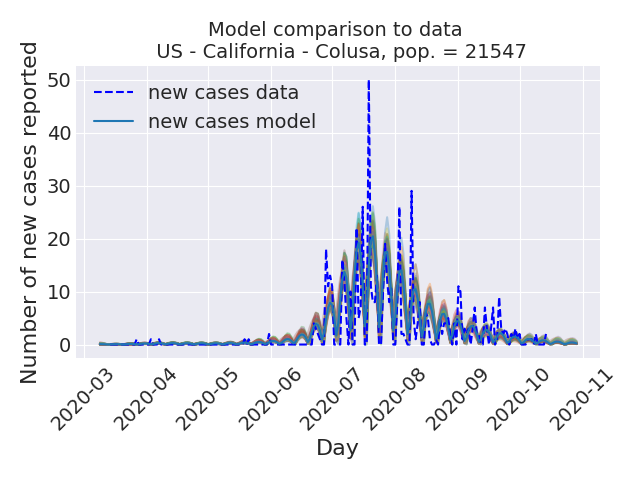 Model comparison to data
US - California - Colusa, pop. = 21547
Number of new cases reported
50
40
30
20
10
0
new cases data
new cases model
2020-03
2020-04
2020-05
2020-06
2020-07
2020-08
2020-09
2020-10
2020-11
Day